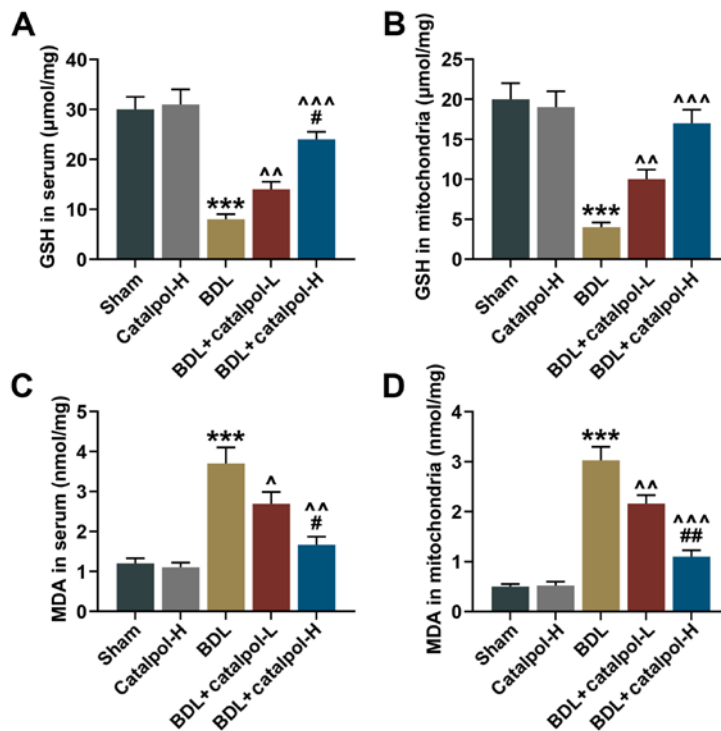 A
GSH in serum (μmol/mg)
40
30
20
10
0
***
^^
^^^
#
Sham
Catalpol-H
BDL
BDL+catalpol-L
BDL+catalpol-H
B
GSH in mitochondria (μmol/mg)
25
20
15
10
5
0
***
^^
^^^
Sham
Catalpol-H
BDL
BDL+catalpol-L
BDL+catalpol-H
C
MDA in serum (nmol/mg)
5
4
3
2
1
0
***
^
^^
#
Sham
Catalpol-H
BDL
BDL+catalpol-L
BDL+catalpol-H
D
MDA in mitochondria (nmol/mg)
4
3
2
1
0
***
^^
^^^
##
Sham
Catalpol-H
BDL
BDL+catalpol-L
BDL+catalpol-H